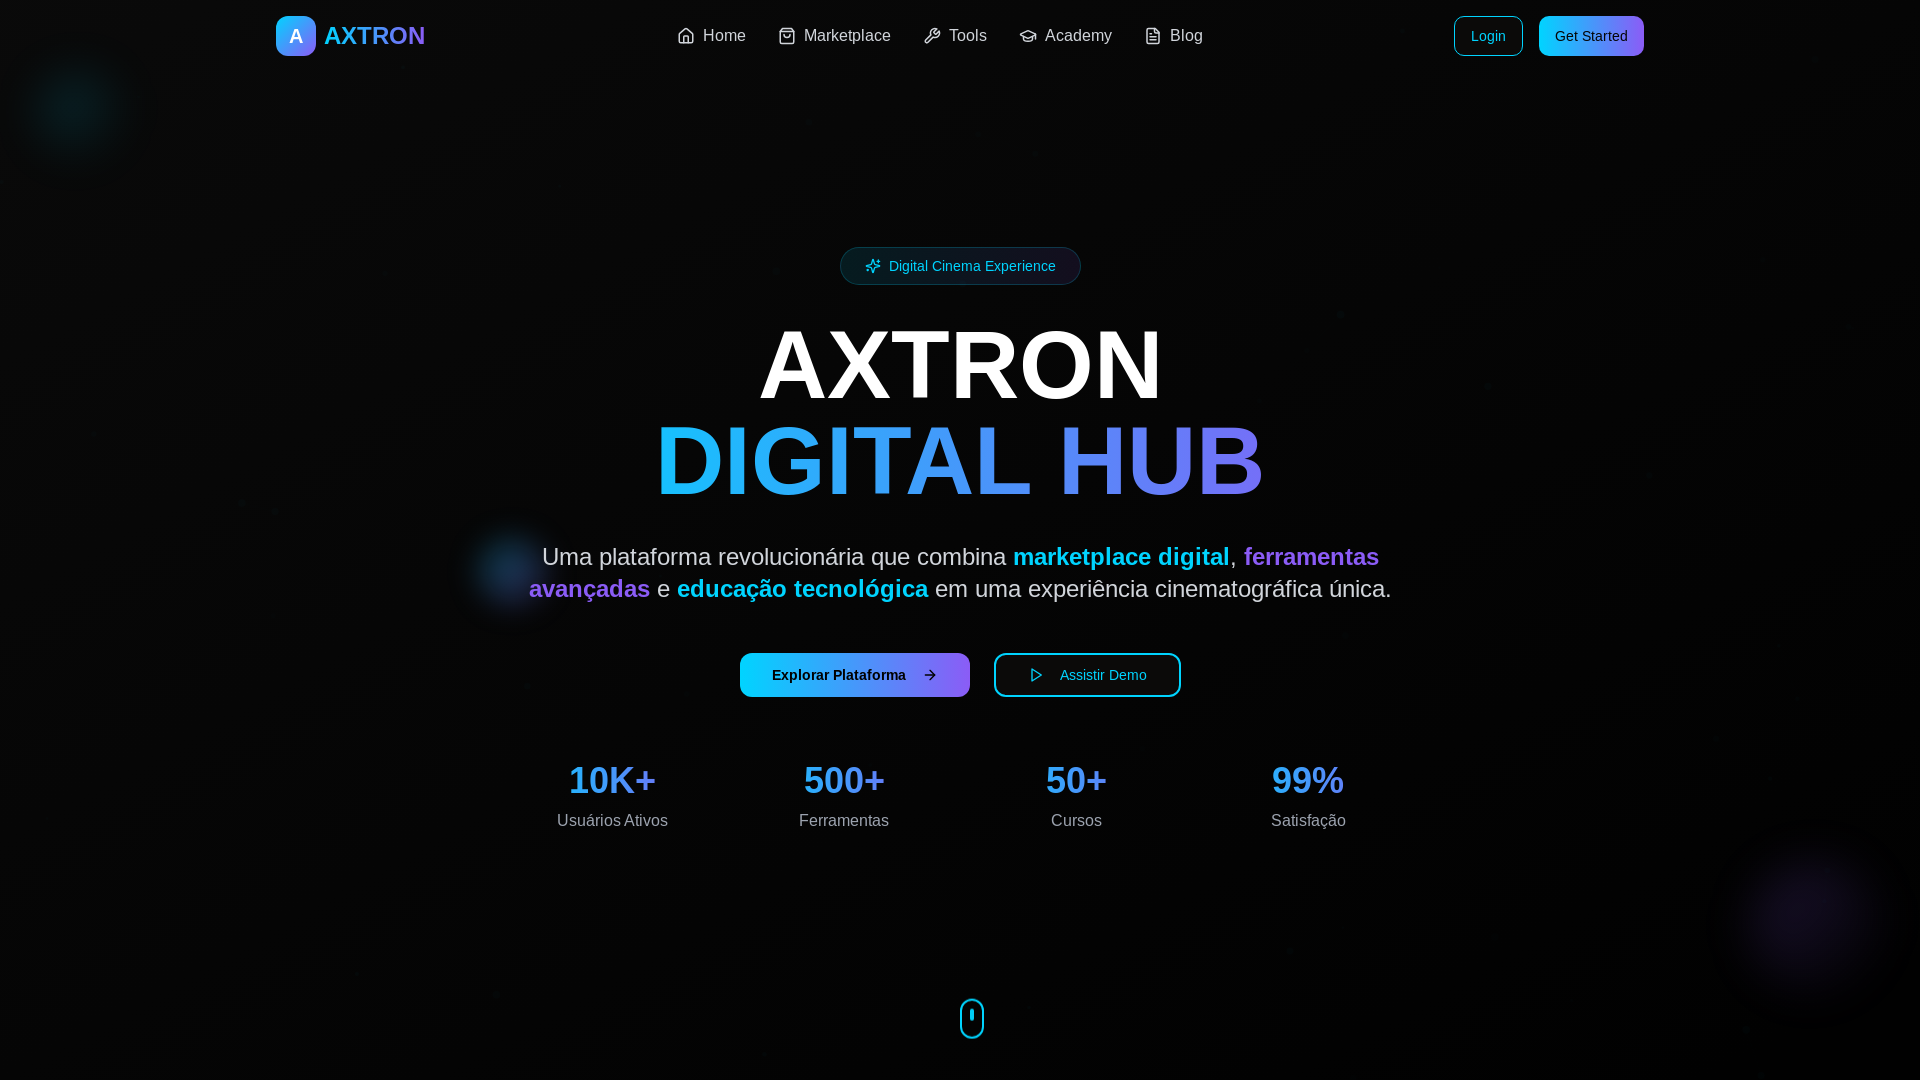 A AXTRON Home Marketplace Tools Academy Blog Login Get Started
Digital Cinema Experience
AXTRON
DIGITAL HUB
Uma plataforma revolucionária que combina marketplace digital, ferramentas
avançadas e educação tecnológica em uma experiência cinematográfica única.
Explorar Plataforma Assistir Demo
10K+ 500+ 50+ 99%
Usuários Ativos Ferramentas Cursos Satisfação